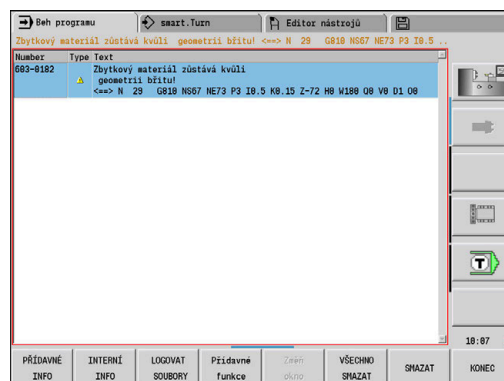 Beh programu
smart.Turn
Editor nástrojů
Zbytkový materiál zůstává kvůli geometrii břitu! <==> N 29 G810 NS67 NE73 P3 I0.5 ..
Number Type Text
603-0182 Zbytkový materiál zůstává kvůli
geometrii břitu!
<==> N 29 G810 NS67 NE73 P3 I0.5 K0.15 Z-72 H0 W180 Q0 V0 D1 O0
T
10:07
PŘÍDAVNÉ INFO
INTERNÍ INFO
LOGOVAT SOUBORY
Přídavné funkce
Změň okno
VŠECHNO SMAZAT
SMAZAT
KONEC